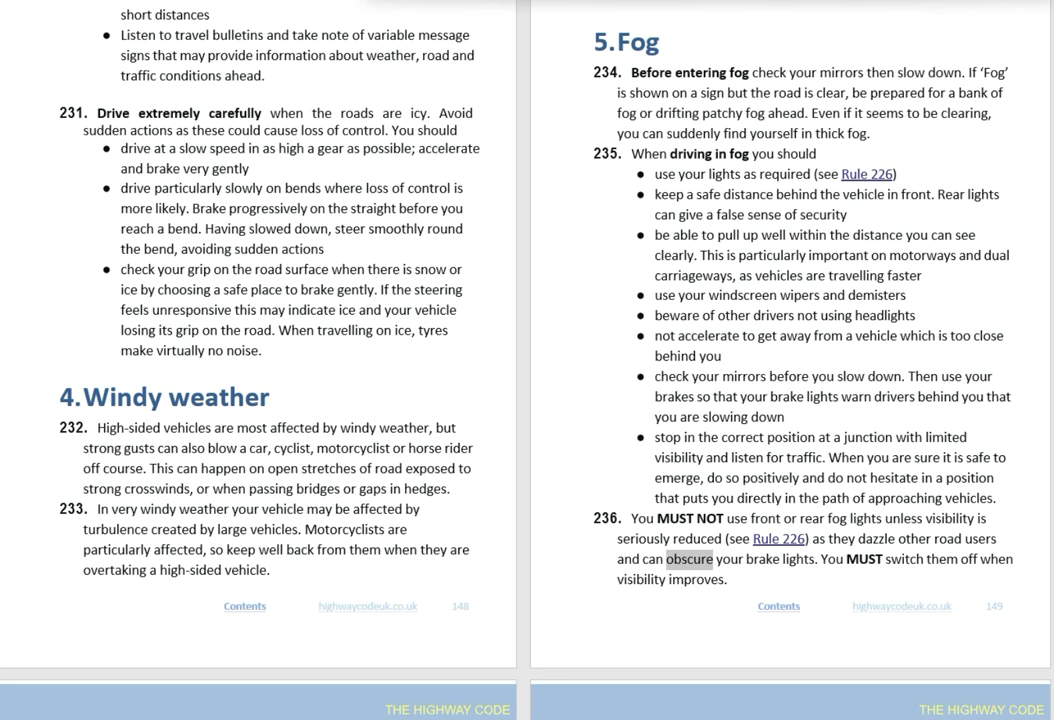 short distances
● Listen to travel bulletins and take note of variable message
signs that may provide information about weather, road and
traffic conditions ahead.
231. Drive extremely carefully when the roads are icy. Avoid
sudden actions as these could cause loss of control. You should
● drive at a slow speed in as high a gear as possible; accelerate
and brake very gently
● drive particularly slowly on bends where loss of control is
more likely. Brake progressively on the straight before you
reach a bend. Having slowed down, steer smoothly round
the bend, avoiding sudden actions
● check your grip on the road surface when there is snow or
ice by choosing a safe place to brake gently. If the steering
feels unresponsive this may indicate ice and your vehicle
losing its grip on the road. When travelling on ice, tyres
make virtually no noise.
4. Windy weather
232. High-sided vehicles are most affected by windy weather, but
strong gusts can also blow a car, cyclist, motorcyclist or horse rider
off course. This can happen on open stretches of road exposed to
strong crosswinds, or when passing bridges or gaps in hedges.
233. In very windy weather your vehicle may be affected by
turbulence created by large vehicles. Motorcyclists are
particularly affected, so keep well back from them when they are
overtaking a high-sided vehicle.
Contents highwaycodeuk.co.uk 148
5. Fog
234. Before entering fog check your mirrors then slow down. If ‘Fog’
is shown on a sign but the road is clear, be prepared for a bank of
fog or drifting patchy fog ahead. Even if it seems to be clearing,
you can suddenly find yourself in thick fog.
235. When driving in fog you should
● use your lights as required (see Rule 226)
● keep a safe distance behind the vehicle in front. Rear lights
can give a false sense of security
● be able to pull up well within the distance you can see
clearly. This is particularly important on motorways and dual
carriageways, as vehicles are travelling faster
● use your windscreen wipers and demisters
● beware of other drivers not using headlights
● not accelerate to get away from a vehicle which is too close
behind you
● check your mirrors before you slow down. Then use your
brakes so that your brake lights warn drivers behind you that
you are slowing down
● stop in the correct position at a junction with limited
visibility and listen for traffic. When you are sure it is safe to
emerge, do so positively and do not hesitate in a position
that puts you directly in the path of approaching vehicles.
236. You MUST NOT use front or rear fog lights unless visibility is
seriously reduced (see Rule 226) as they dazzle other road users
and can obscure your brake lights. You MUST switch them off when
visibility improves.
Contents highwaycodeuk.co.uk 149
THE HIGHWAY CODE
THE HIGHWAY CODE